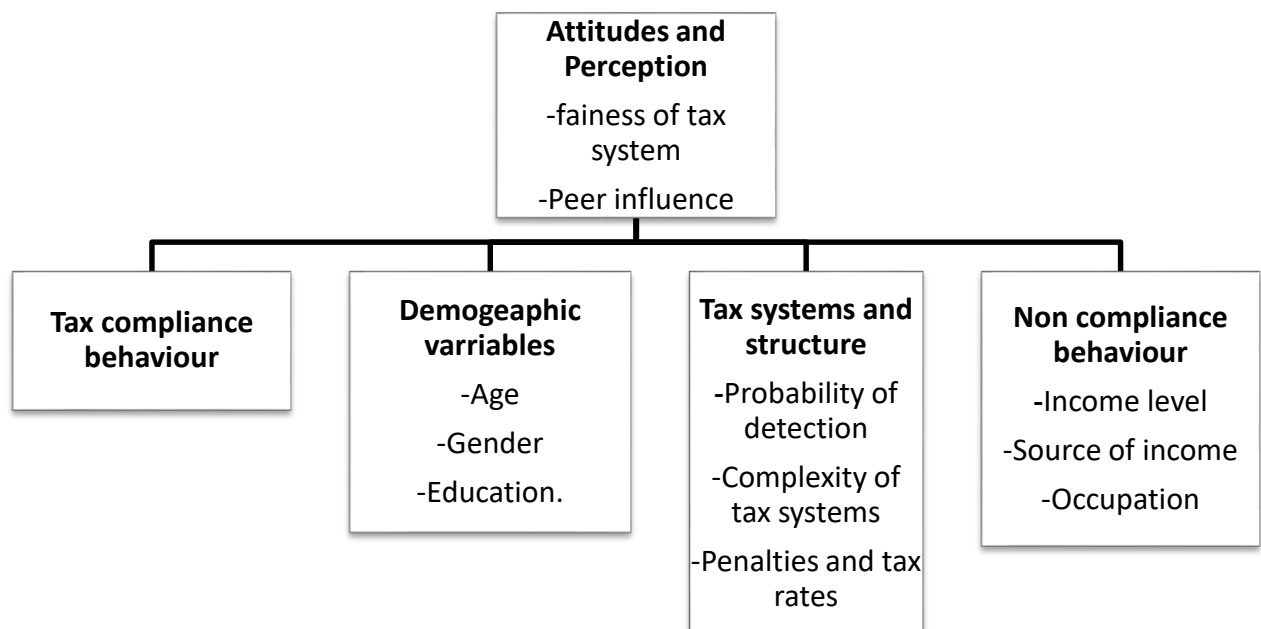 Attitudes and
Perception
-fainess of tax
system
-Peer influence
Tax compliance
behaviour
Demogeaphic
varriables
-Age
-Gender
-Education.
Tax systems and
structure
-Probability of
detection
-Complexity of
tax systems
-Penalties and tax
rates
Non compliance
behaviour
-Income level
-Source of income
-Occupation